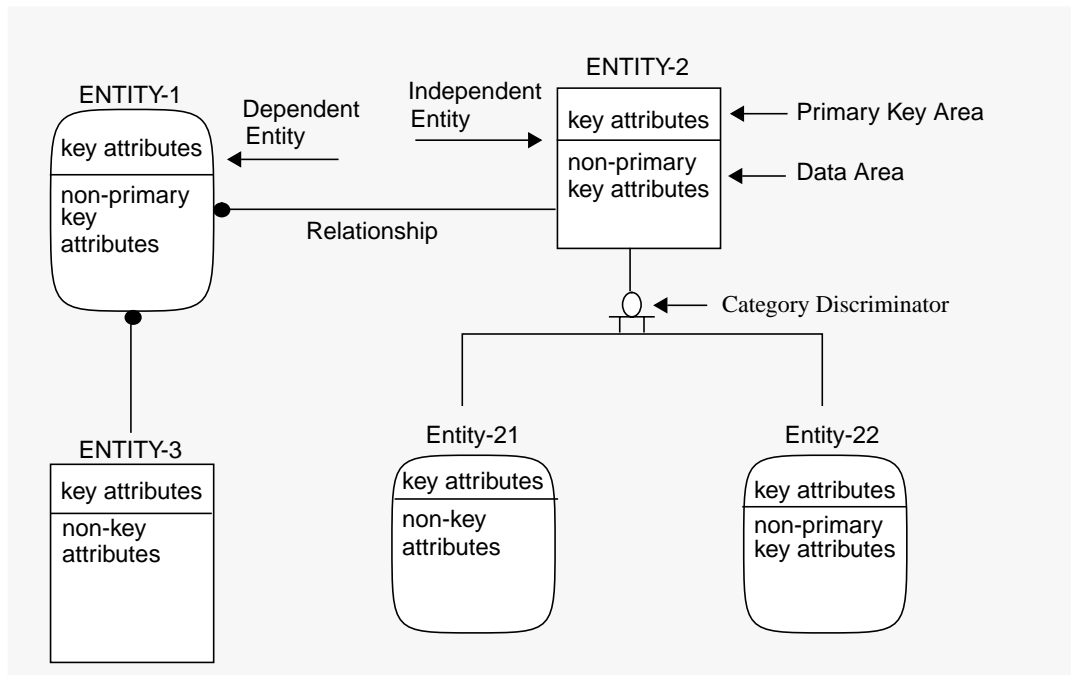 ENTITY-1
key attributes
non-primary
key
attributes
Dependent
Entity
Independent
Entity
ENTITY-2
key attributes
non-primary
key attributes
Primary Key Area
Data Area
Relationship
Category Discriminator
ENTITY-3
key attributes
non-key
attributes
Entity-21
key attributes
non-key
attributes
Entity-22
key attributes
non-primary
key attributes